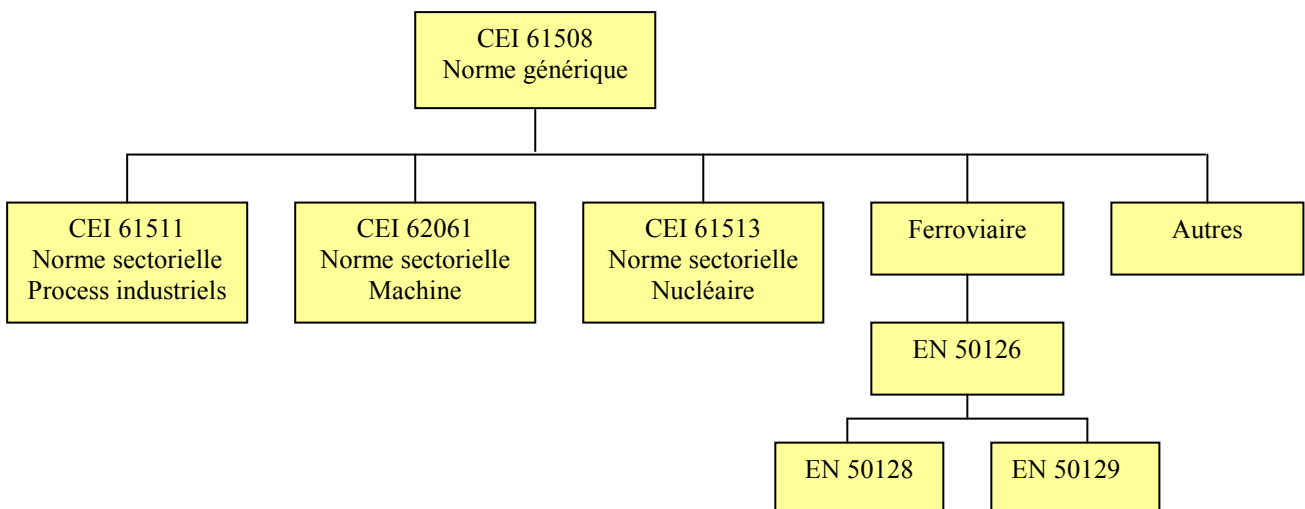 CEI 61508
Norme générique
CEI 61511
Norme sectorielle
Process industriels
CEI 62061
Norme sectorielle
Machine
CEI 61513
Norme sectorielle
Nucléaire
Ferroviaire
Autres
EN 50126
EN 50128
EN 50129